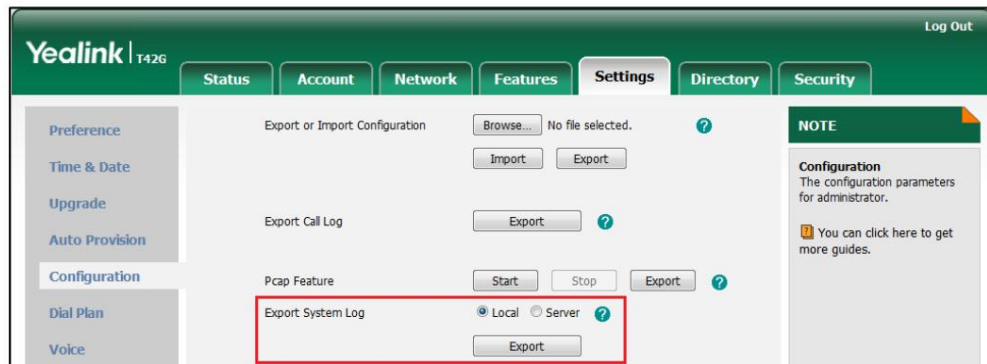 Log Out
Yealink | T42G
Status Account Network Features Settings Directory Security
Preference
Time & Date
Upgrade
Auto Provision
Configuration
Dial Plan
Voice
Export or Import Configuration Browse... No file selected. ?
Import Export
Export Call Log Export ?
Pcap Feature Start Stop Export ?
Export System Log Local Server ?
Export
NOTE
Configuration
The configuration parameters
for administrator.
? You can click here to get
more guides.